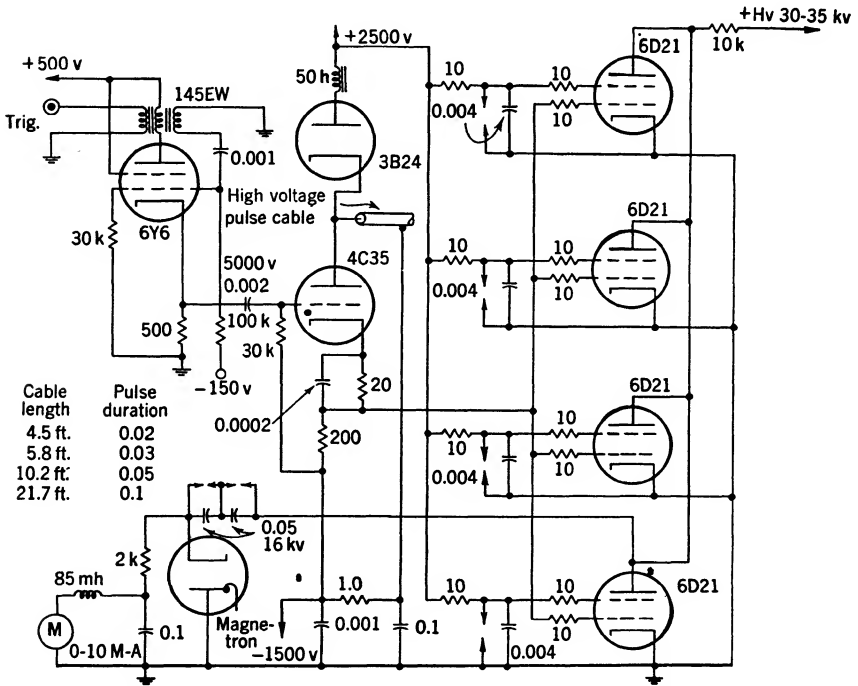 +Hv 30-35 kv
10 k
+2500 v
6D21
+500 v
50 h
10
10
145EW
Trig.
0.004
10
3B24
0.001
High voltage
pulse cable
6Y6
30 k
6D21
10
10
4C35
5000 v
0.002
0.004
10
500
100 k
30 k
-150 v
6D21
20
10
10
Cable
length
Pulse
duration
4.5 ft. 0.02
5.8 ft. 0.03
10.2 ft. 0.05
21.7 ft. 0.1
0.0002
200
0.004
10
0.05
16 kv
2 k
85 mh
1.0
10
10
6D21
M
0-10 M-A
0.1
Magne-
tron
-1500 v
0.001
0.1
0.004
10